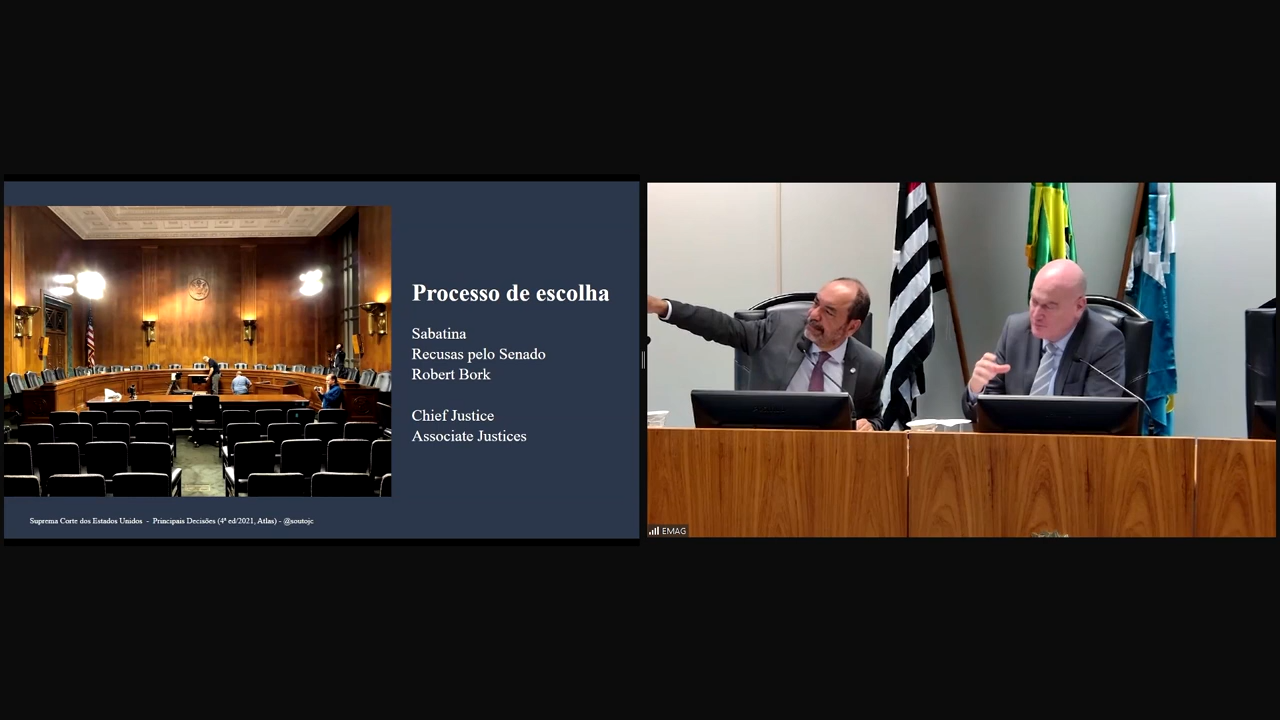 Processo de escolha
Sabatina
Recusas pelo Senado
Robert Bork
Chief Justice
Associate Justices
Suprema Corte dos Estados Unidos - Principais Decisões (4ª ed/2021, Atlas) - @soutojc
EMAG